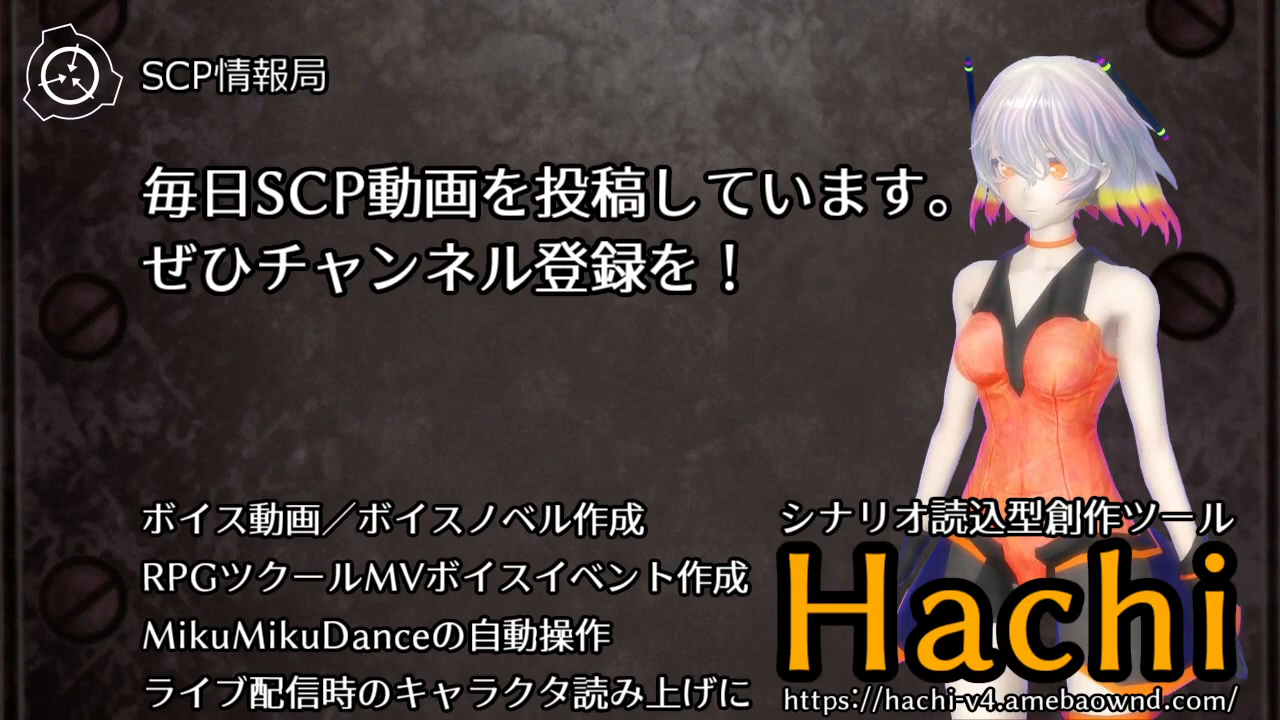 SCP情報局
毎日SCP動画を投稿しています。
ぜひチャンネル登録を！
ボイス動画／ボイスノベル作成
RPGツクールMVボイスイベント作成
MikuMikuDanceの自動操作
ライブ配信時のキャラクタ読み上げに
シナリオ読込型創作ツール
Hachi
https://hachi-v4.amebaownd.com/